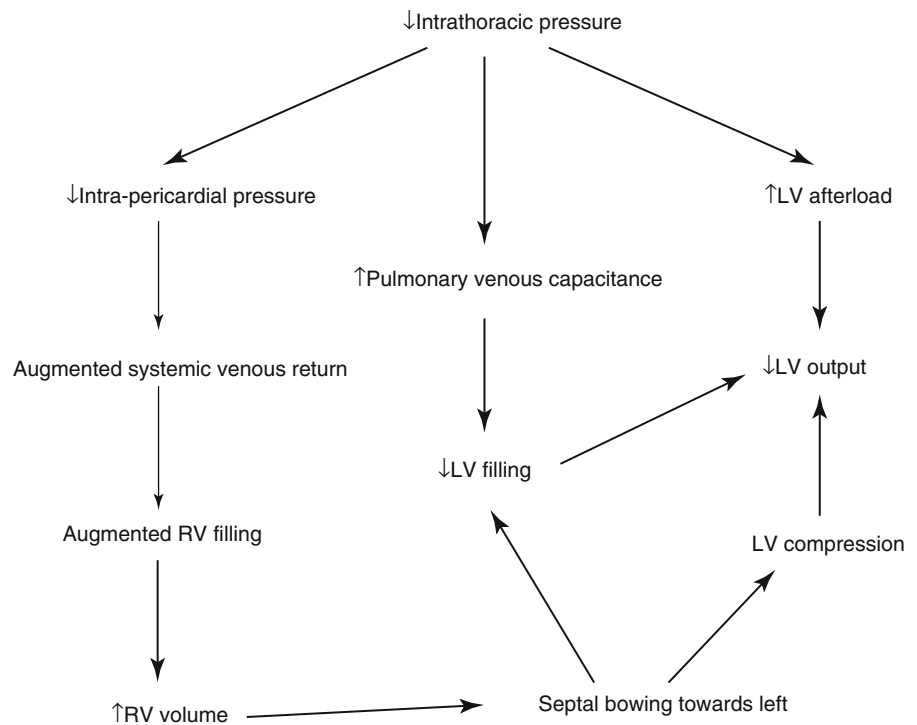 ↓Intrathoracic pressure
↓Intra-pericardial pressure
↑LV afterload
↑Pulmonary venous capacitance
Augmented systemic venous return
↓LV output
↓LV filling
Augmented RV filling
LV compression
↑RV volume
Septal bowing towards left